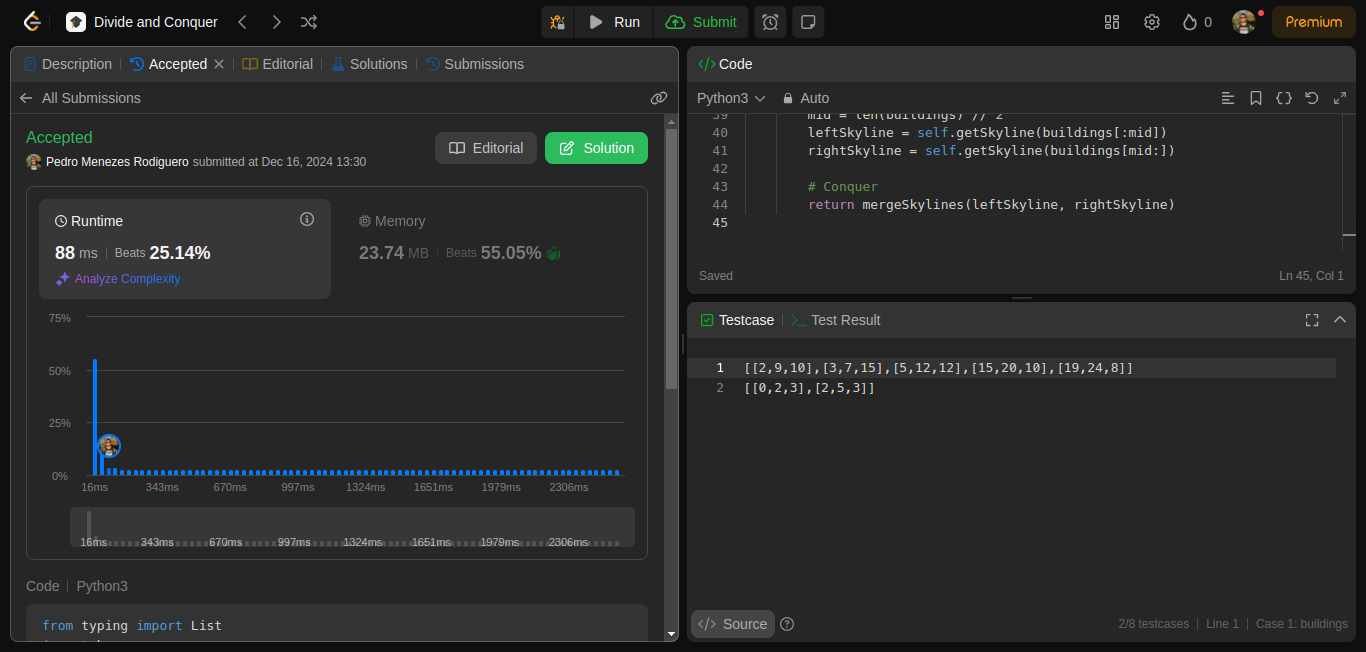 Divide and Conquer
Run
Submit
0
Premium
Description
Accepted
Editorial
Solutions
Submissions
All Submissions
Accepted
Pedro Menezes Rodiguero submitted at Dec 16, 2024 13:30
Editorial
Solution
Runtime
88 ms
Beats 25.14%
Analyze Complexity
Memory
23.74 MB
Beats 55.05%
75%
50%
25%
0%
16ms 343ms 670ms 997ms 1324ms 1651ms 1979ms 2306ms
16ms 343ms 670ms 997ms 1324ms 1651ms 1979ms 2306ms
Code | Python3
from typing import List
</> Code
Python3
Auto
39 mid = len(buildings) // 2
40 leftSkyline = self.getSkyline(buildings[:mid])
41 rightSkyline = self.getSkyline(buildings[mid:])
42
43 # Conquer
44 return mergeSkylines(leftSkyline, rightSkyline)
45
Saved
Ln 45, Col 1
Testcase
Test Result
1 [[2,9,10],[3,7,15],[5,12,12],[15,20,10],[19,24,8]]
2 [[0,2,3],[2,5,3]]
</> Source
2/8 testcases | Line 1 | Case 1: buildings